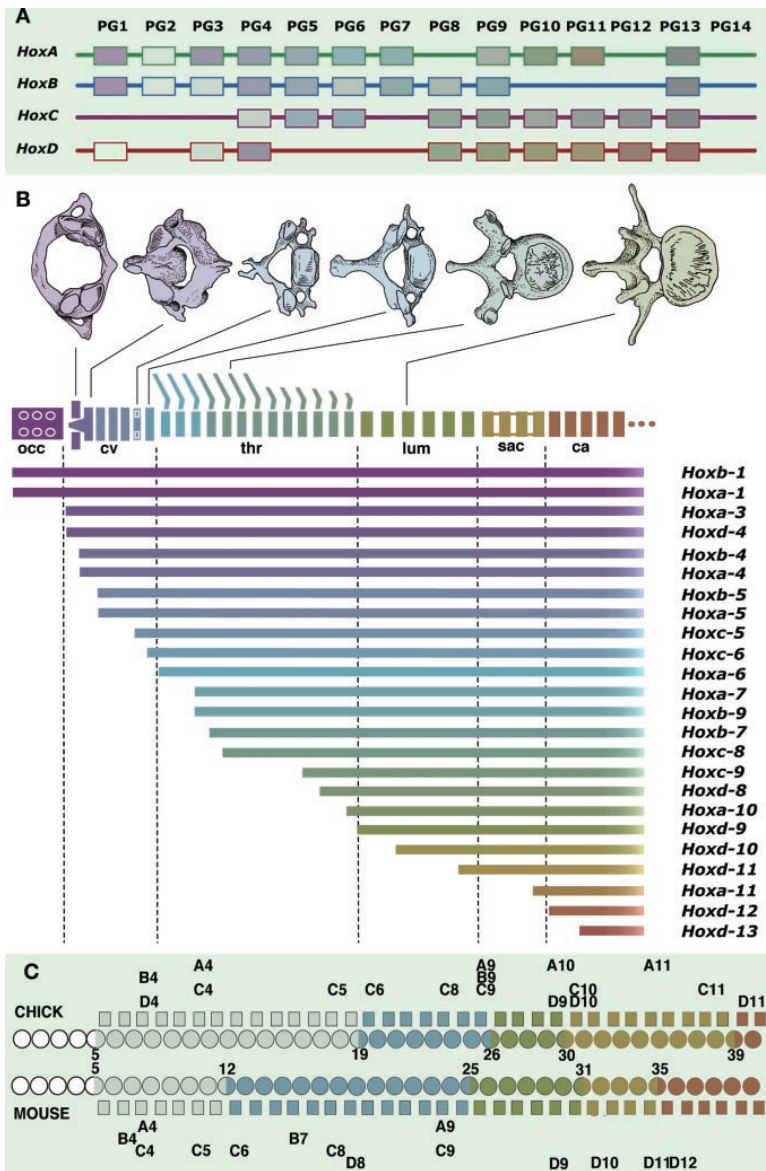 A
PG1 PG2 PG3 PG4 PG5 PG6 PG7 PG8 PG9 PG10 PG11 PG12 PG13 PG14
HoxA
HoxB
HoxC
HoxD
B
occ cv thr lum sac ca
Hoxb-1
Hoxa-1
Hoxa-3
Hoxd-4
Hoxb-4
Hoxa-4
Hoxb-5
Hoxa-5
Hoxc-5
Hoxc-6
Hoxa-6
Hoxa-7
Hoxb-9
Hoxb-7
Hoxc-8
Hoxc-9
Hoxd-8
Hoxa-10
Hoxd-9
Hoxd-10
Hoxd-11
Hoxa-11
Hoxd-12
Hoxd-13
C
A4 A9 A10 A11
B4 B9
C4 C5 C6 C8 C9 C10 C11
D4 D9 D10 D11
CHICK
5 19 26 30 39
5 12 25 31 35
MOUSE
A4 A9
B4 B7
C4 C5 C6 C8 C9
D8 D9 D10 D11 D12